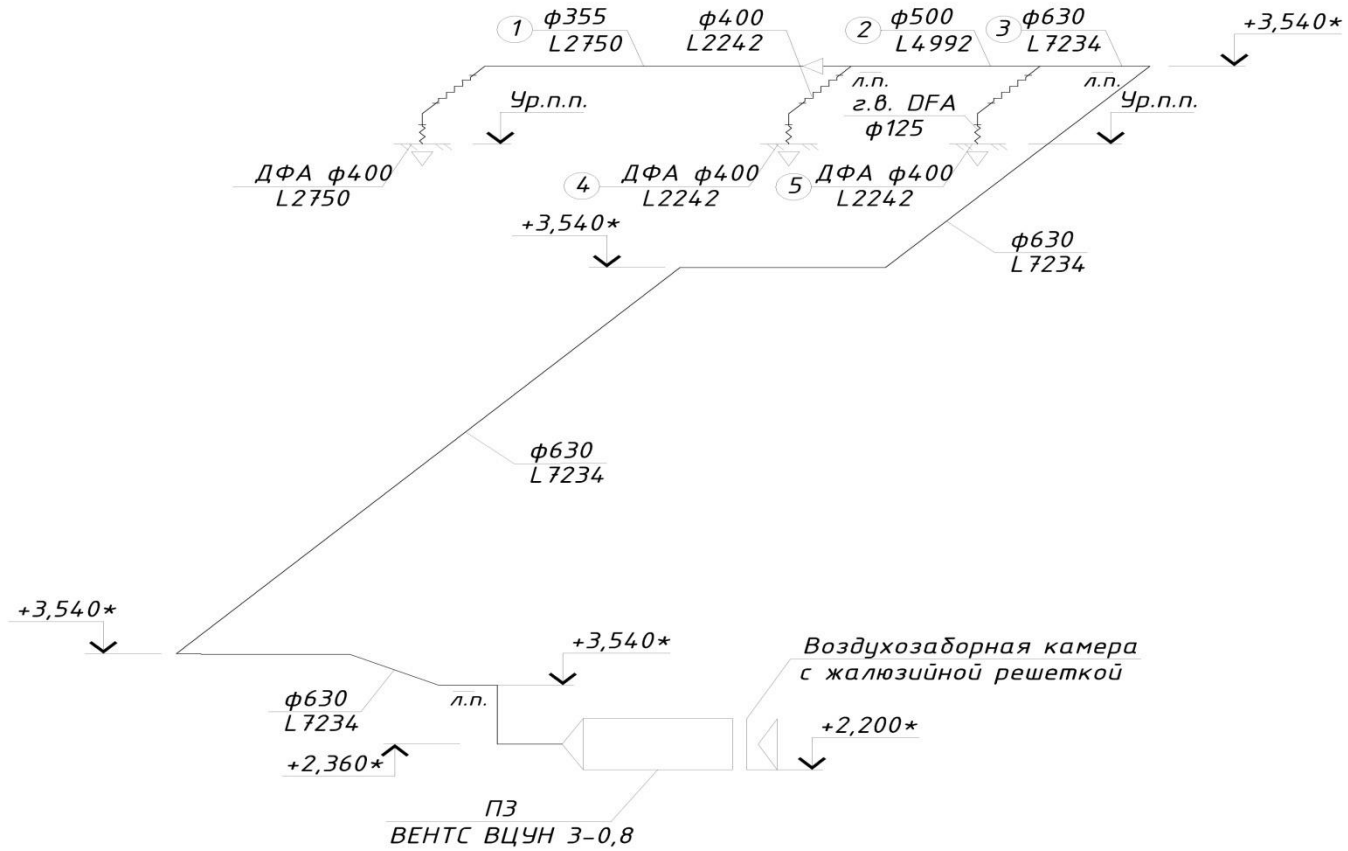 1
ф355
L2750
ф400
L2242
2
ф500
L4992
3
ф630
L7234
+3,540*
л.п.
л.п.
г.в. DFA
ф125
Ур.п.п.
Ур.п.п.
ДФА ф400
L2750
4
ДФА ф400
L2242
5
ДФА ф400
L2242
+3,540*
ф630
L7234
ф630
L7234
+3,540*
+3,540*
Воздухозаборная камера
с жалюзийной решеткой
ф630
L7234
л.п.
+2,360*
+2,200*
П3
ВЕНТС ВЦУН 3-0,8